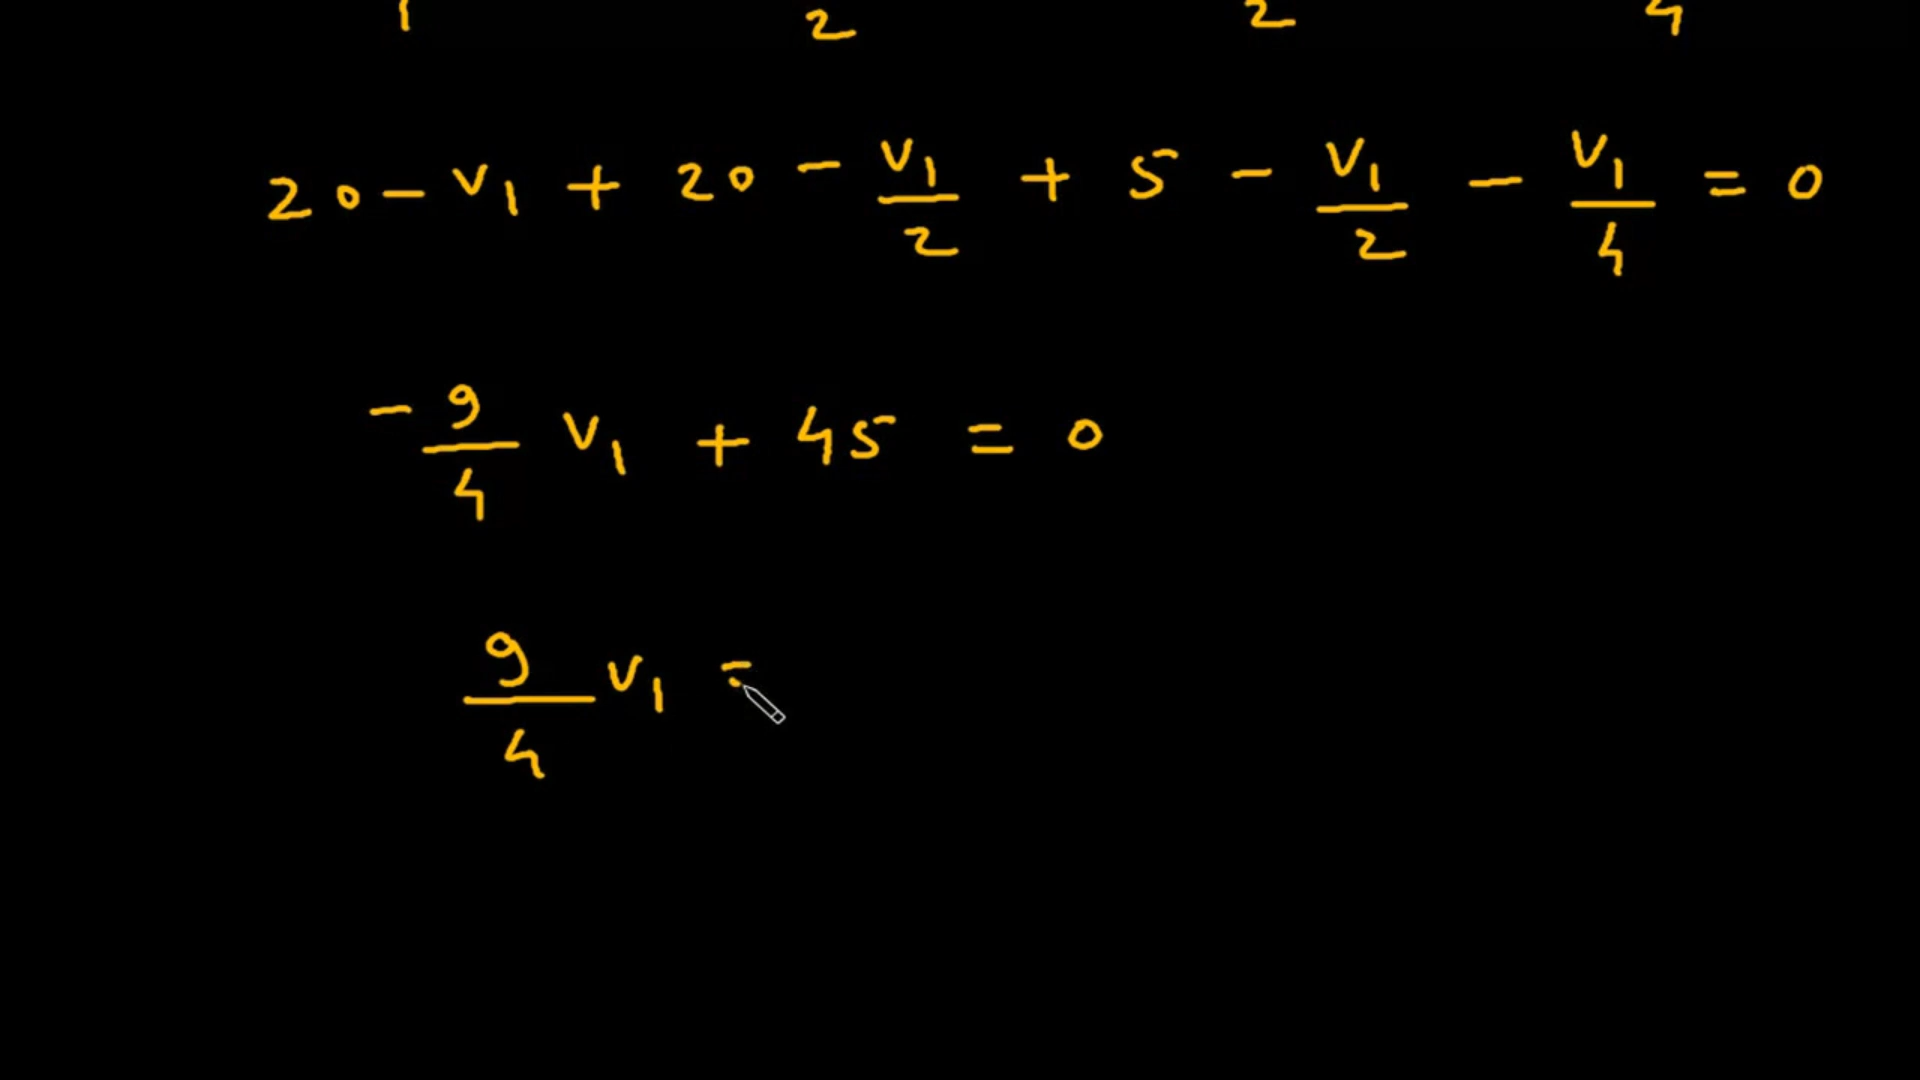 1 2 2 4
20 - V₁ + 20 - V₁/2 + 5 - V₁/2 - V₁/4 = 0
- 9/4 V₁ + 45 = 0
9/4 V₁ =